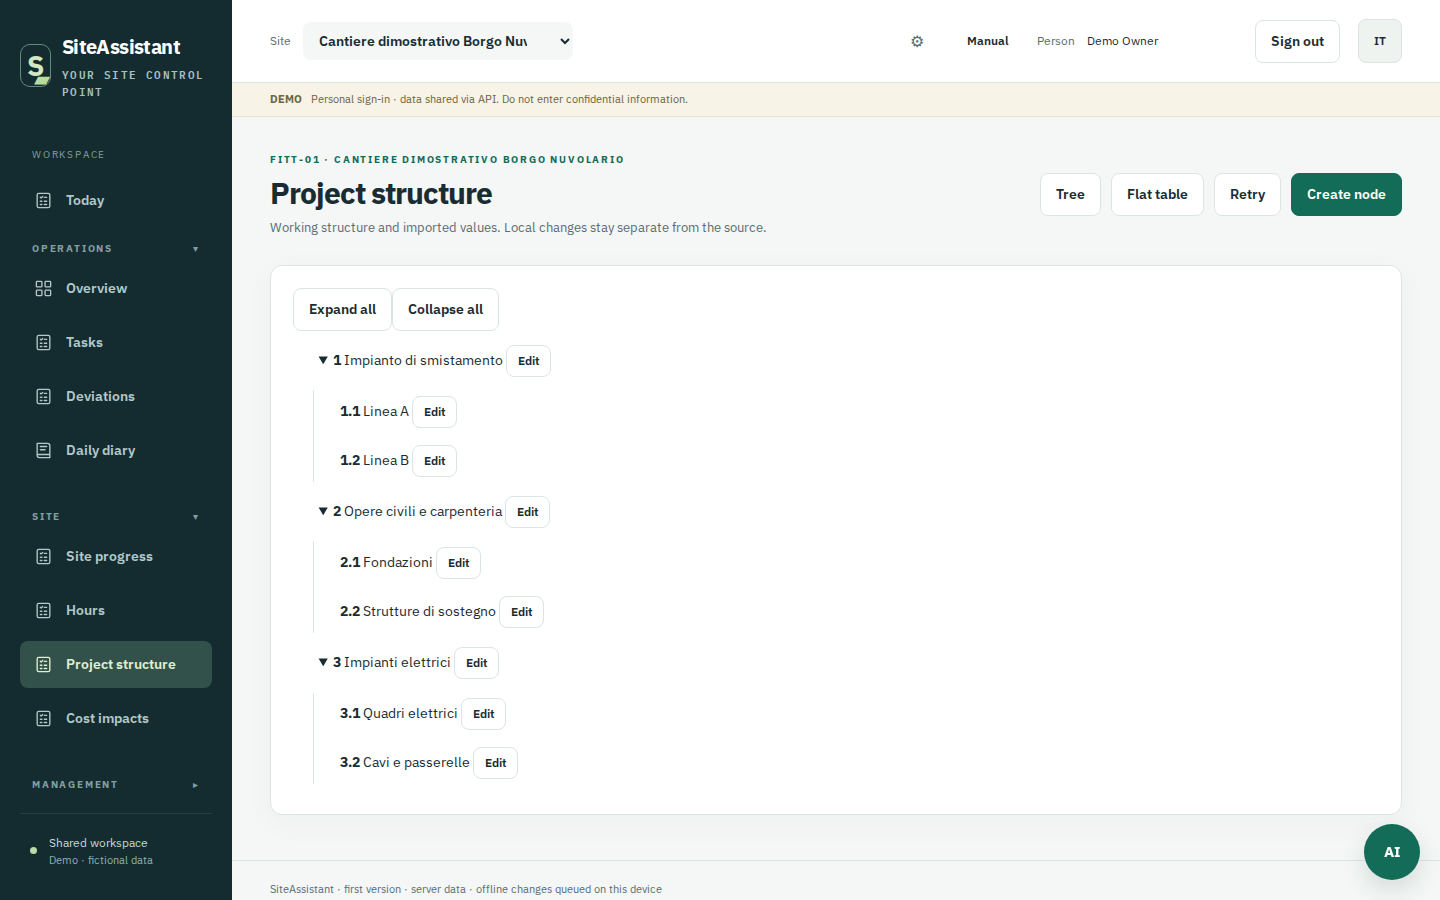 S
SiteAssistant
YOUR SITE CONTROL
POINT
WORKSPACE
Today
OPERATIONS
Overview
Tasks
Deviations
Daily diary
SITE
Site progress
Hours
Project structure
Cost impacts
MANAGEMENT
Shared workspace
Demo · fictional data
Site Cantiere dimostrativo Borgo Nuv
Manual Person Demo Owner Sign out IT
DEMO Personal sign-in · data shared via API. Do not enter confidential information.
FITT-01 · CANTIERE DIMOSTRATIVO BORGO NUVOLARIO
Project structure
Tree Flat table Retry Create node
Working structure and imported values. Local changes stay separate from the source.
Expand all Collapse all
1 Impianto di smistamento Edit
1.1 Linea A Edit
1.2 Linea B Edit
2 Opere civili e carpenteria Edit
2.1 Fondazioni Edit
2.2 Strutture di sostegno Edit
3 Impianti elettrici Edit
3.1 Quadri elettrici Edit
3.2 Cavi e passerelle Edit
AI
SiteAssistant · first version · server data · offline changes queued on this device